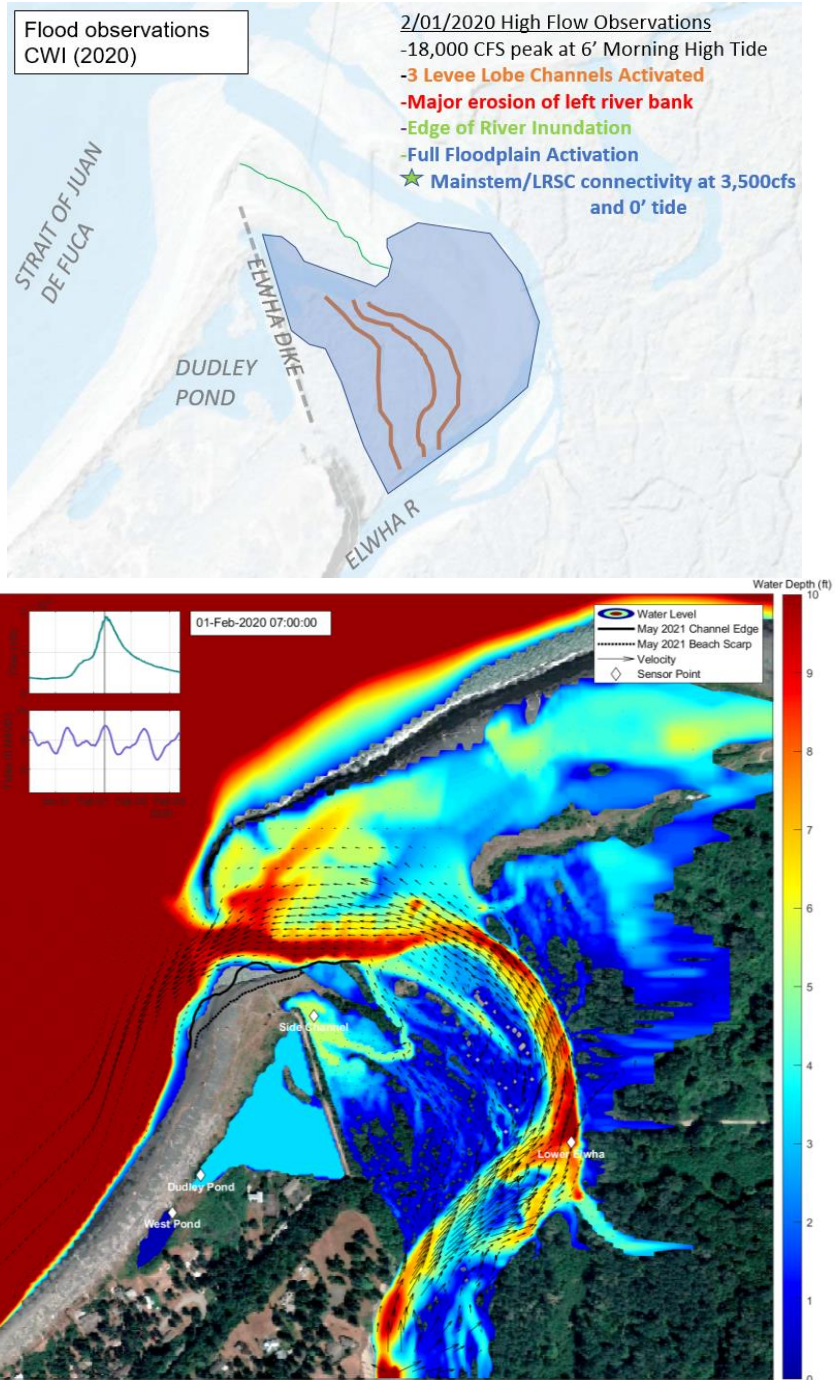 Flood observations
CWI (2020)
2/01/2020 High Flow Observations
-18,000 CFS peak at 6’ Morning High Tide
-3 Levee Lobe Channels Activated
-Major erosion of left river bank
-Edge of River Inundation
-Full Floodplain Activation
Mainstem/LRSC connectivity at 3,500cfs
and 0’ tide
STRAIT OF JUAN
DE FUCA
ELWHA DIKE
DUDLEY
POND
ELWHA R
Water Depth (ft)
01-Feb-2020 07:00:00
Water Level
May 2021 Channel Edge
May 2021 Beach Scarp
Velocity
Sensor Point
Side Channel
Lower Elwha
Dudley Pond
West Pond
10
9
8
7
6
5
4
3
2
1
0